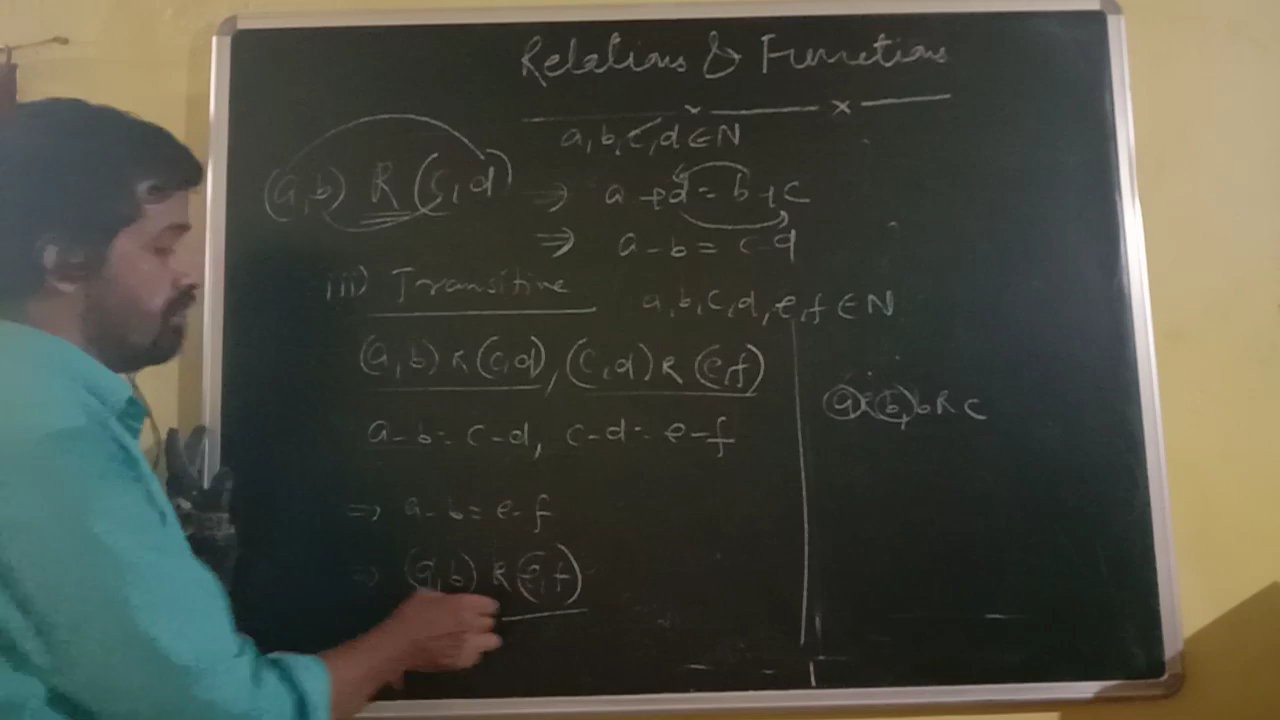 Relations & Functions
a, b, c, d ∈ N
(a, b) R (c, d) ⇒ a + d = b + c
⇒ a - b = c - d
iii) Transitive
a, b, c, d, e, f ∈ N
(a, b) R (c, d), (c, d) R (e, f)
a - b = c - d, c - d = e - f
⇒ a - b = e - f
⇒ (a, b) R (e, f)
a R b, b R c